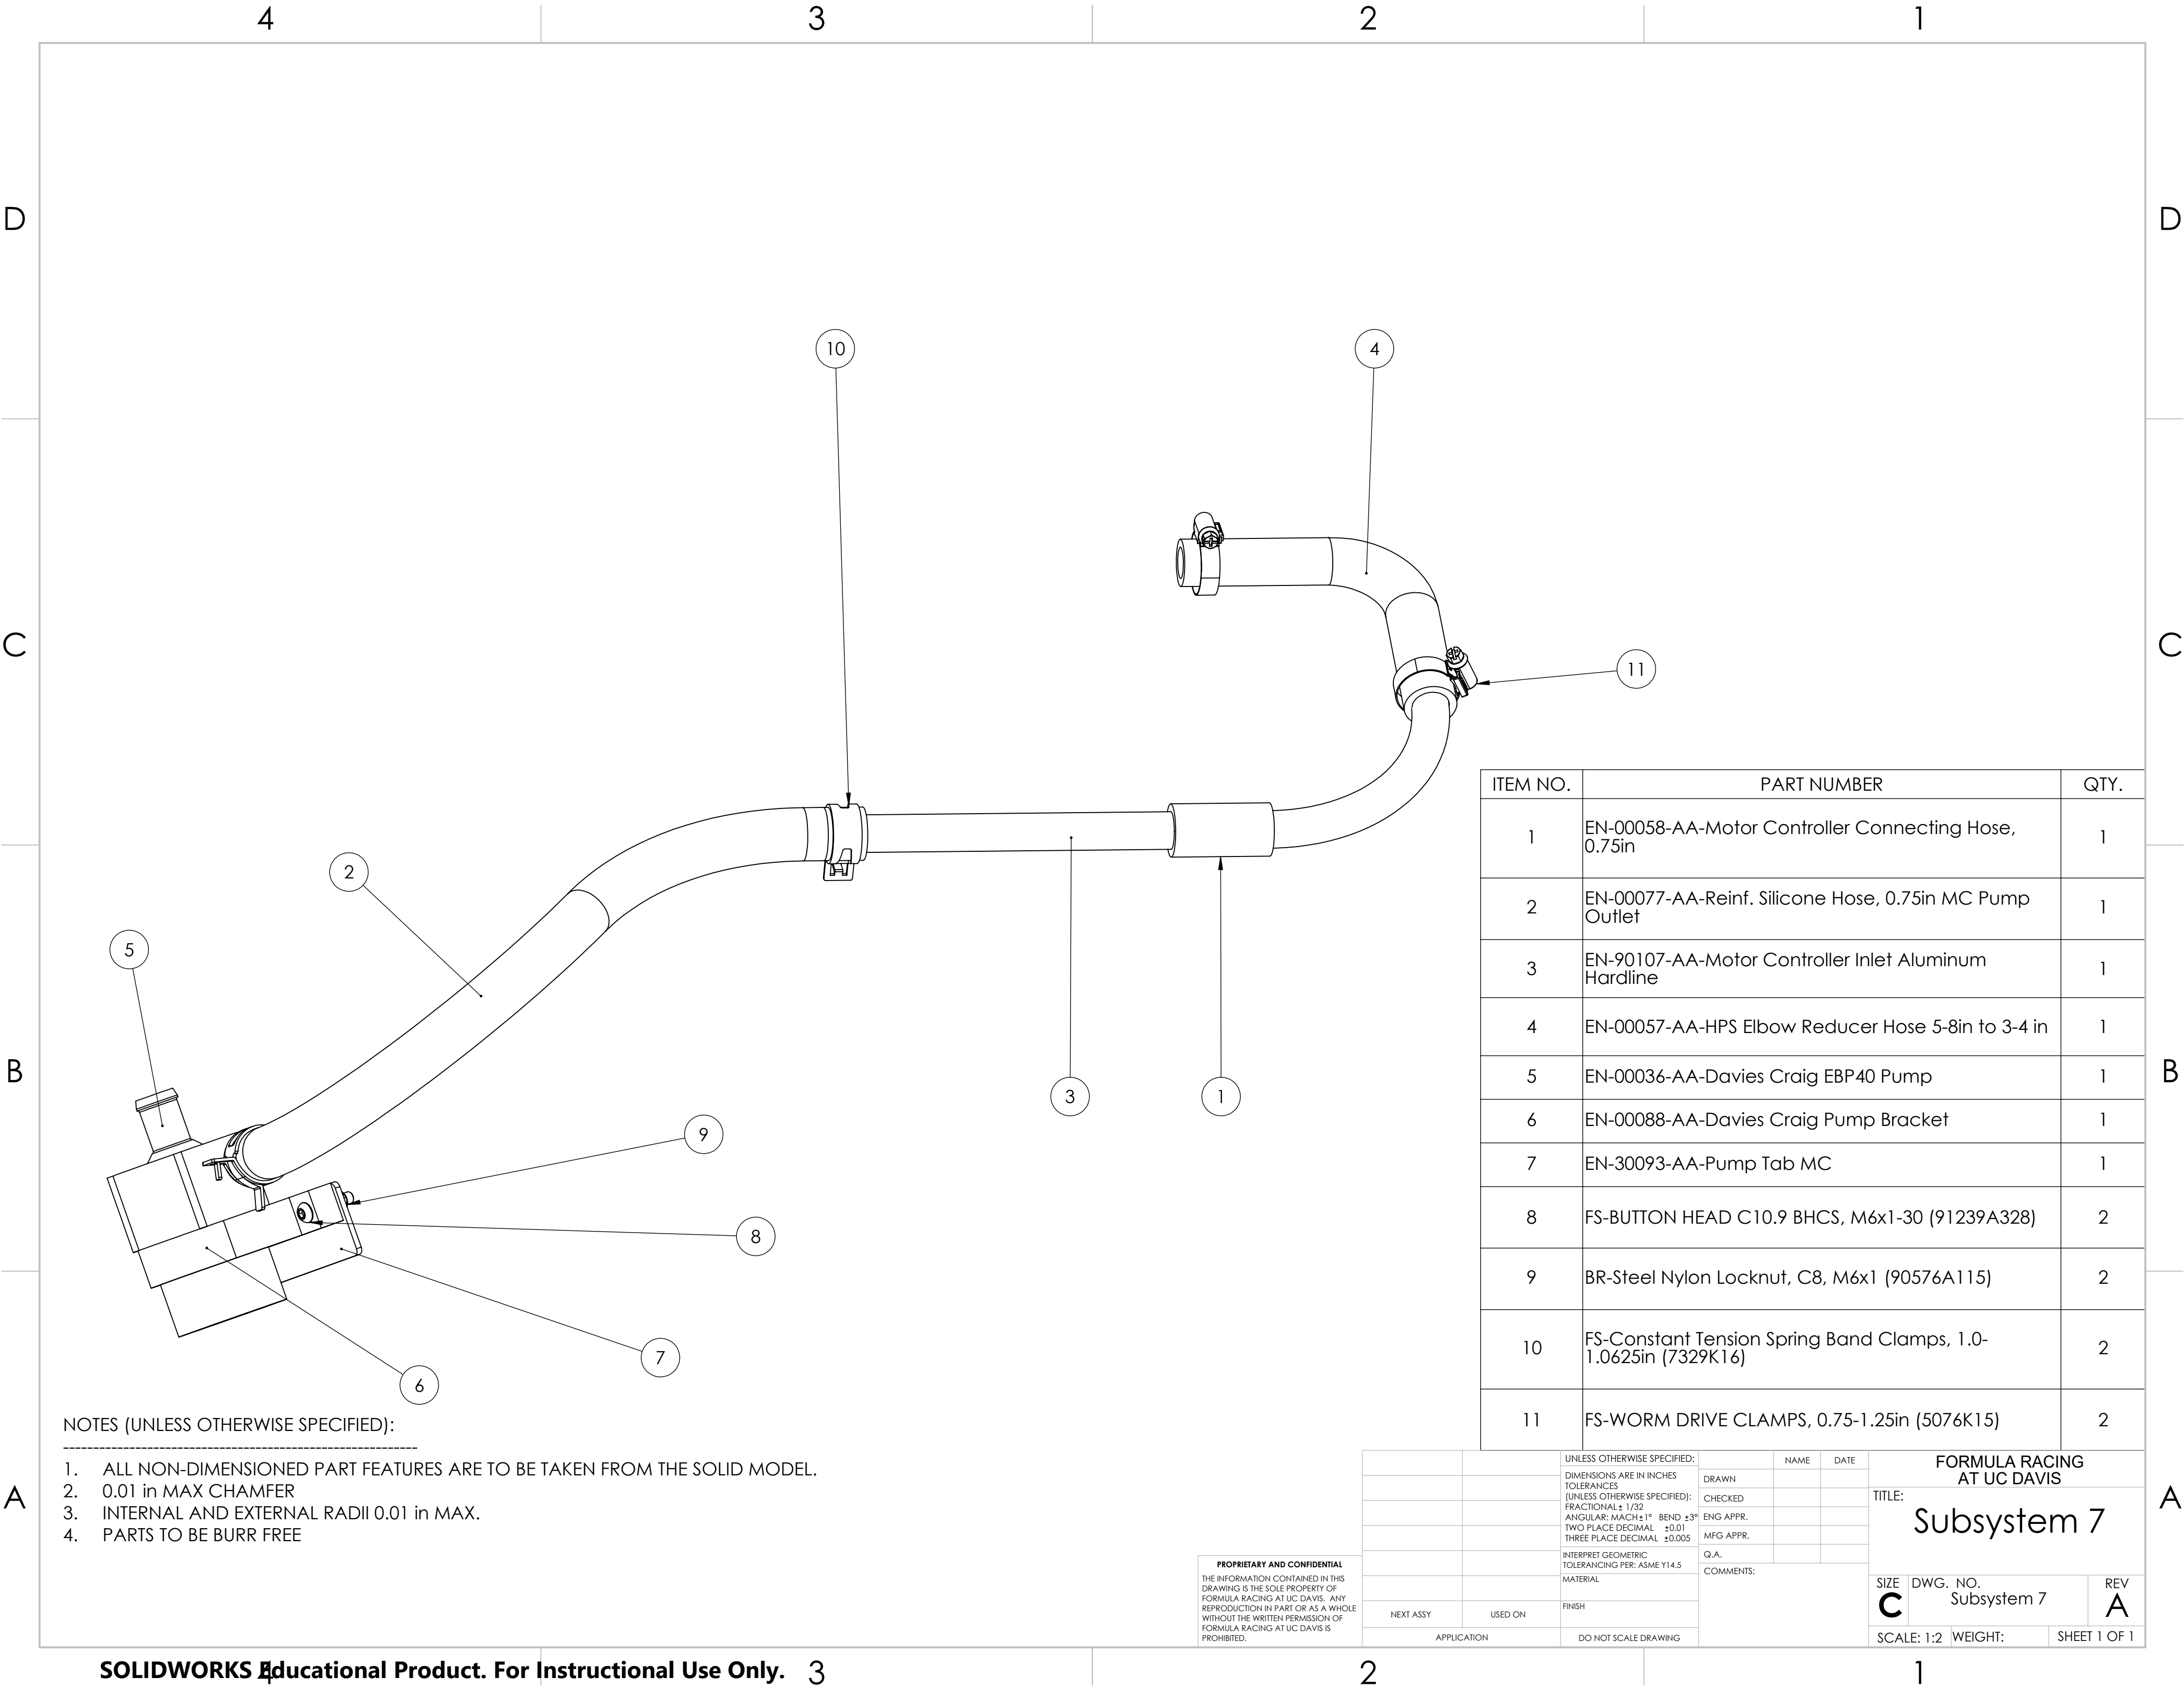 4 3 2 1
D D
10 4
C C
11
2
5
3 1
9
8
7
6
B B
ITEM NO. PART NUMBER QTY.
1 EN-00058-AA-Motor Controller Connecting Hose, 1
0.75in
2 EN-00077-AA-Reinf. Silicone Hose, 0.75in MC Pump 1
Outlet
3 EN-90107-AA-Motor Controller Inlet Aluminum 1
Hardline
4 EN-00057-AA-HPS Elbow Reducer Hose 5-8in to 3-4 in 1
5 EN-00036-AA-Davies Craig EBP40 Pump 1
6 EN-00088-AA-Davies Craig Pump Bracket 1
7 EN-30093-AA-Pump Tab MC 1
8 FS-BUTTON HEAD C10.9 BHCS, M6x1-30 (91239A328) 2
9 BR-Steel Nylon Locknut, C8, M6x1 (90576A115) 2
10 FS-Constant Tension Spring Band Clamps, 1.0- 2
1.0625in (7329K16)
11 FS-WORM DRIVE CLAMPS, 0.75-1.25in (5076K15) 2
NOTES (UNLESS OTHERWISE SPECIFIED):
-----------------------------------------------------------
1. ALL NON-DIMENSIONED PART FEATURES ARE TO BE TAKEN FROM THE SOLID MODEL.
2. 0.01 in MAX CHAMFER
3. INTERNAL AND EXTERNAL RADII 0.01 in MAX.
4. PARTS TO BE BURR FREE
A A
PROPRIETARY AND CONFIDENTIAL
THE INFORMATION CONTAINED IN THIS
DRAWING IS THE SOLE PROPERTY OF
FORMULA RACING AT UC DAVIS. ANY
REPRODUCTION IN PART OR AS A WHOLE
WITHOUT THE WRITTEN PERMISSION OF
FORMULA RACING AT UC DAVIS IS
PROHIBITED.
NEXT ASSY USED ON
APPLICATION
UNLESS OTHERWISE SPECIFIED:
DIMENSIONS ARE IN INCHES
TOLERANCES
(UNLESS OTHERWISE SPECIFIED):
FRACTIONAL± 1/32
ANGULAR: MACH±1° BEND ±3°
TWO PLACE DECIMAL ±0.01
THREE PLACE DECIMAL ±0.005
INTERPRET GEOMETRIC
TOLERANCING PER: ASME Y14.5
MATERIAL
FINISH
DO NOT SCALE DRAWING
NAME DATE
DRAWN
CHECKED
ENG APPR.
MFG APPR.
Q.A.
COMMENTS:
FORMULA RACING
AT UC DAVIS
TITLE:
Subsystem 7
SIZE DWG. NO. REV
C Subsystem 7 A
SCALE: 1:2 WEIGHT: SHEET 1 OF 1
SOLIDWORKS Educational Product. For Instructional Use Only.
4 3 2 1